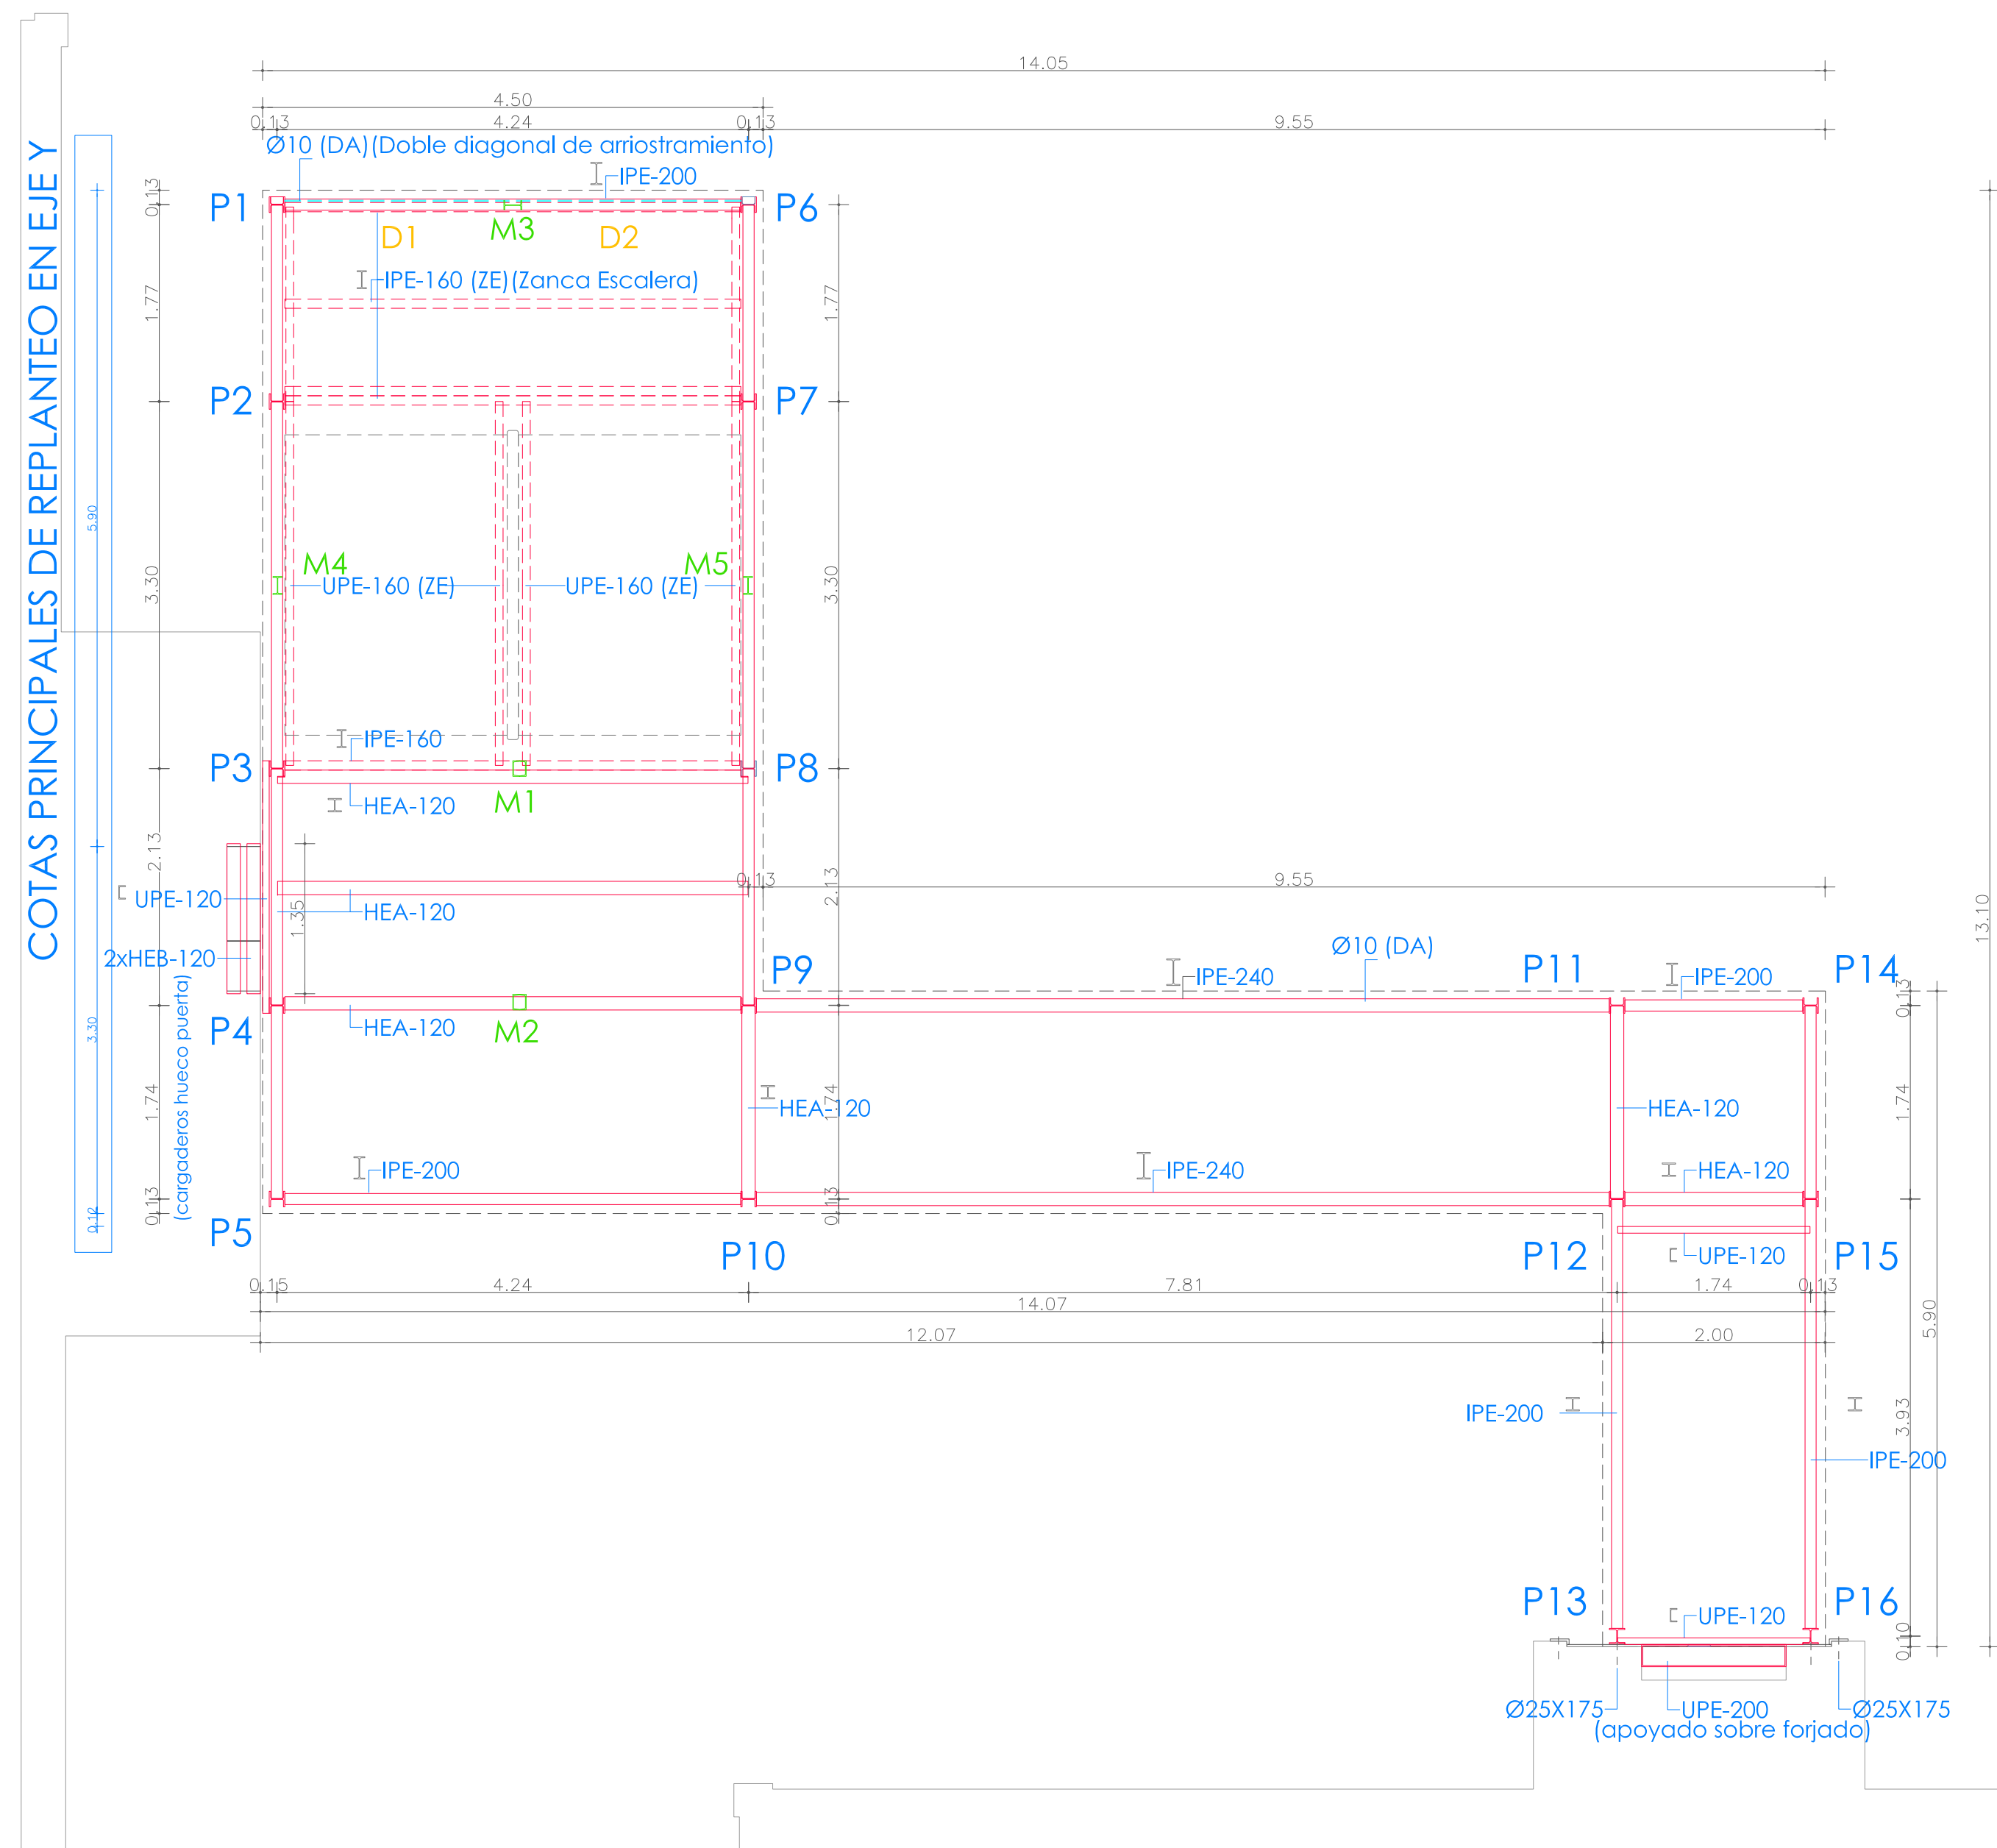 14.05
4.50
0.13
4.24
0.13
9.55
Ø10 (DA)(Doble diagonal de arriostramiento)
IPE-200
0.13
P1
P6
M3
D1
D2
IPE-160 (ZE)(Zanca Escalera)
1.77
1.77
P2
P7
COTAS PRINCIPALES DE REPLANTEO EN EJE Y
5.90
3.30
3.30
M4
M5
UPE-160 (ZE)
UPE-160 (ZE)
IPE-160
P3
P8
HEA-120
M1
2.13
2.13
0.13
9.55
UPE-120
HEA-120
1.35
13.10
2xHEB-120
(cargaderos hueco puerta)
Ø10 (DA)
P9
IPE-240
P11
IPE-200
P14
0.13
P4
HEA-120
M2
3.30
1.74
1.74
HEA-120
HEA-120
1.74
IPE-200
IPE-240
HEA-120
0.12
0.13
0.13
P5
P10
P12
UPE-120
P15
0.15
4.24
7.81
1.74
0.13
14.07
12.07
2.00
5.90
3.93
IPE-200
IPE-200
P13
UPE-120
P16
0.10
Ø25X175
UPE-200
Ø25X175
(apoyado sobre forjado)